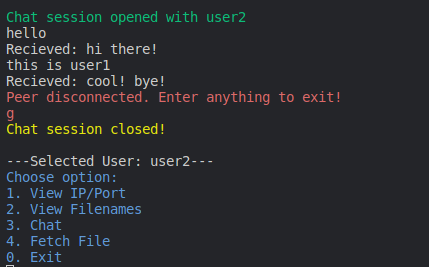 Chat session opened with user2
hello
Recieved: hi there!
this is user1
Recieved: cool! bye!
Peer disconnected. Enter anything to exit!
g
Chat session closed!
---Selected User: user2---
Choose option:
1. View IP/Port
2. View Filenames
3. Chat
4. Fetch File
0. Exit